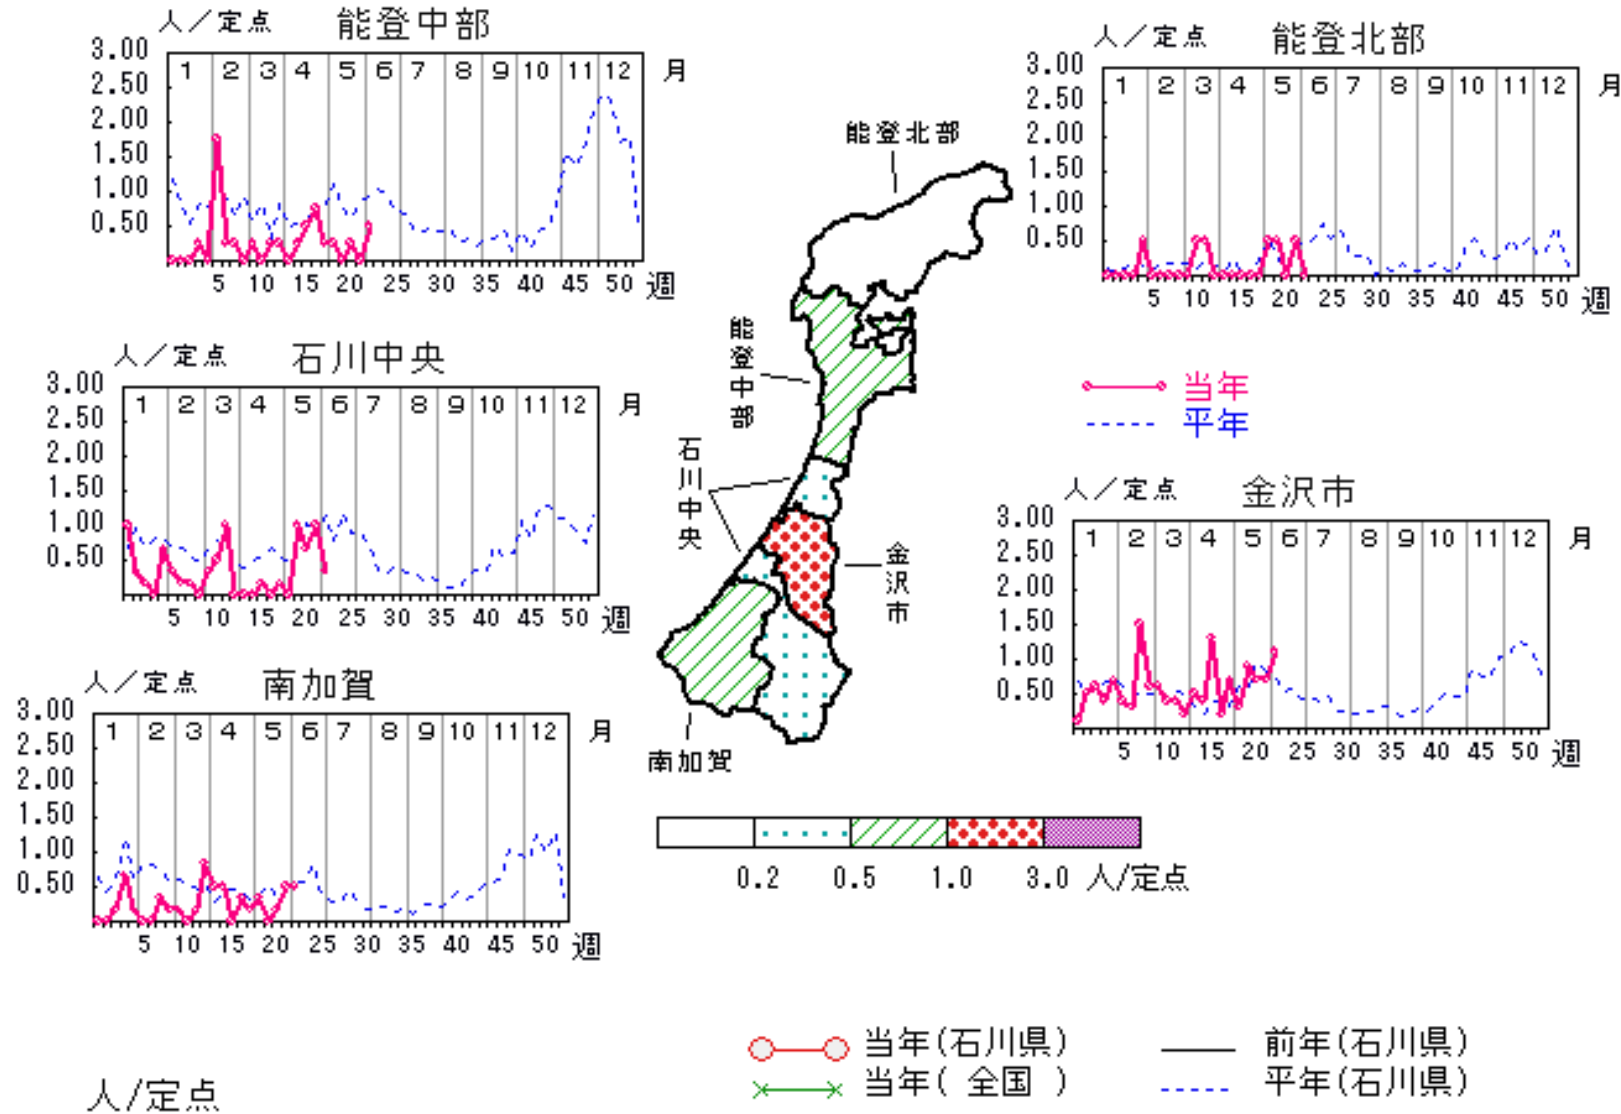 人／定点 能登中部
3.00
2.50
2.00
1.50
1.00
0.50
1 2 3 4 5 6 7 8 9 10 11 12 月
5 10 15 20 25 30 35 40 45 50 週
人／定点 能登北部
3.00
2.50
2.00
1.50
1.00
0.50
1 2 3 4 5 6 7 8 9 10 11 12 月
5 10 15 20 25 30 35 40 45 50 週
能登北部
能登中部
石川中央
金沢市
南加賀
人／定点 石川中央
3.00
2.50
2.00
1.50
1.00
0.50
1 2 3 4 5 6 7 8 9 10 11 12 月
5 10 15 20 25 30 35 40 45 50 週
当年
平年
人／定点 金沢市
3.00
2.50
2.00
1.50
1.00
0.50
1 2 3 4 5 6 7 8 9 10 11 12 月
5 10 15 20 25 30 35 40 45 50 週
人／定点 南加賀
3.00
2.50
2.00
1.50
1.00
0.50
1 2 3 4 5 6 7 8 9 10 11 12 月
5 10 15 20 25 30 35 40 45 50 週
0.2 0.5 1.0 3.0 人/定点
当年(石川県) 前年(石川県)
当年( 全国 ) 平年(石川県)
人/定点